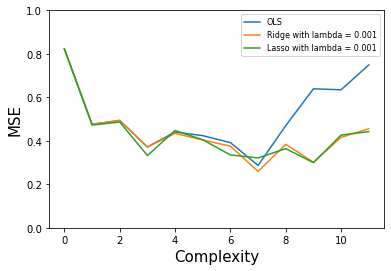 1.0
0.8
0.6
0.4
0.2
0.0
MSE
OLS
Ridge with lambda = 0.001
Lasso with lambda = 0.001
0 2 4 6 8 10
Complexity